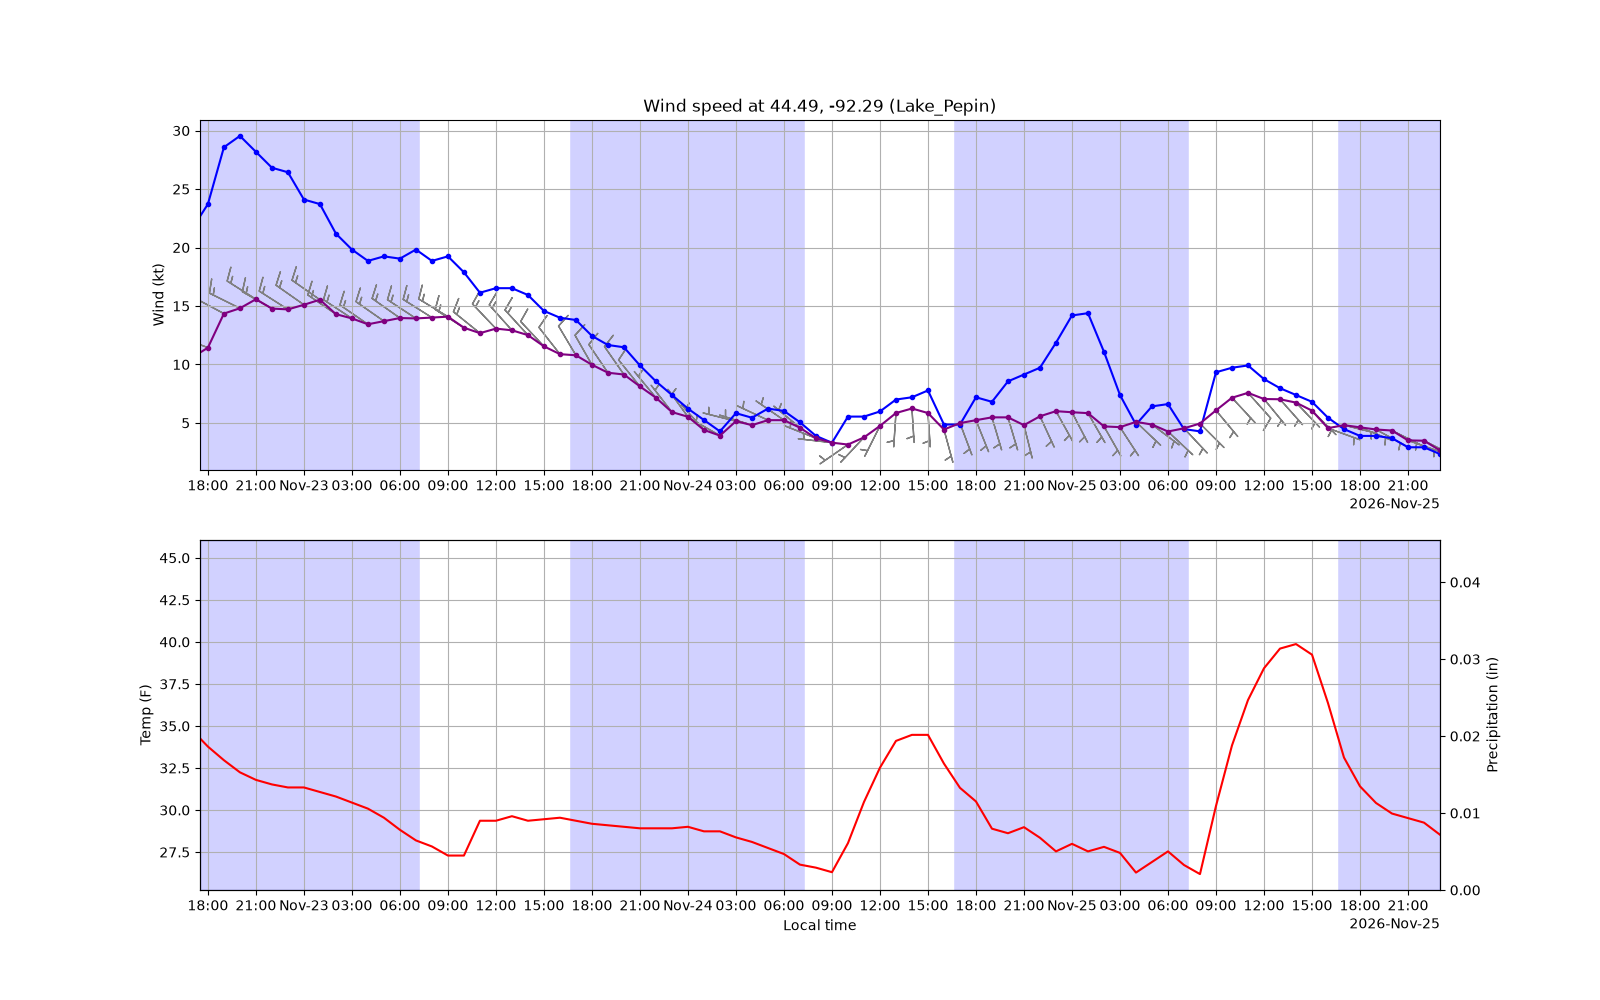 Wind speed at 44.49, -92.29 (Lake_Pepin)
30
25
20
15
10
5
Wind (kt)
18:00 21:00 Nov-23 03:00 06:00 09:00 12:00 15:00 18:00 21:00 Nov-24 03:00 06:00 09:00 12:00 15:00 18:00 21:00 Nov-25 03:00 06:00 09:00 12:00 15:00 18:00 21:00
2026-Nov-25
45.0
42.5
40.0
37.5
35.0
32.5
30.0
27.5
Temp (F)
0.04
0.03
0.02
0.01
0.00
Precipitation (in)
18:00 21:00 Nov-23 03:00 06:00 09:00 12:00 15:00 18:00 21:00 Nov-24 03:00 06:00 09:00 12:00 15:00 18:00 21:00 Nov-25 03:00 06:00 09:00 12:00 15:00 18:00 21:00
Local time
2026-Nov-25